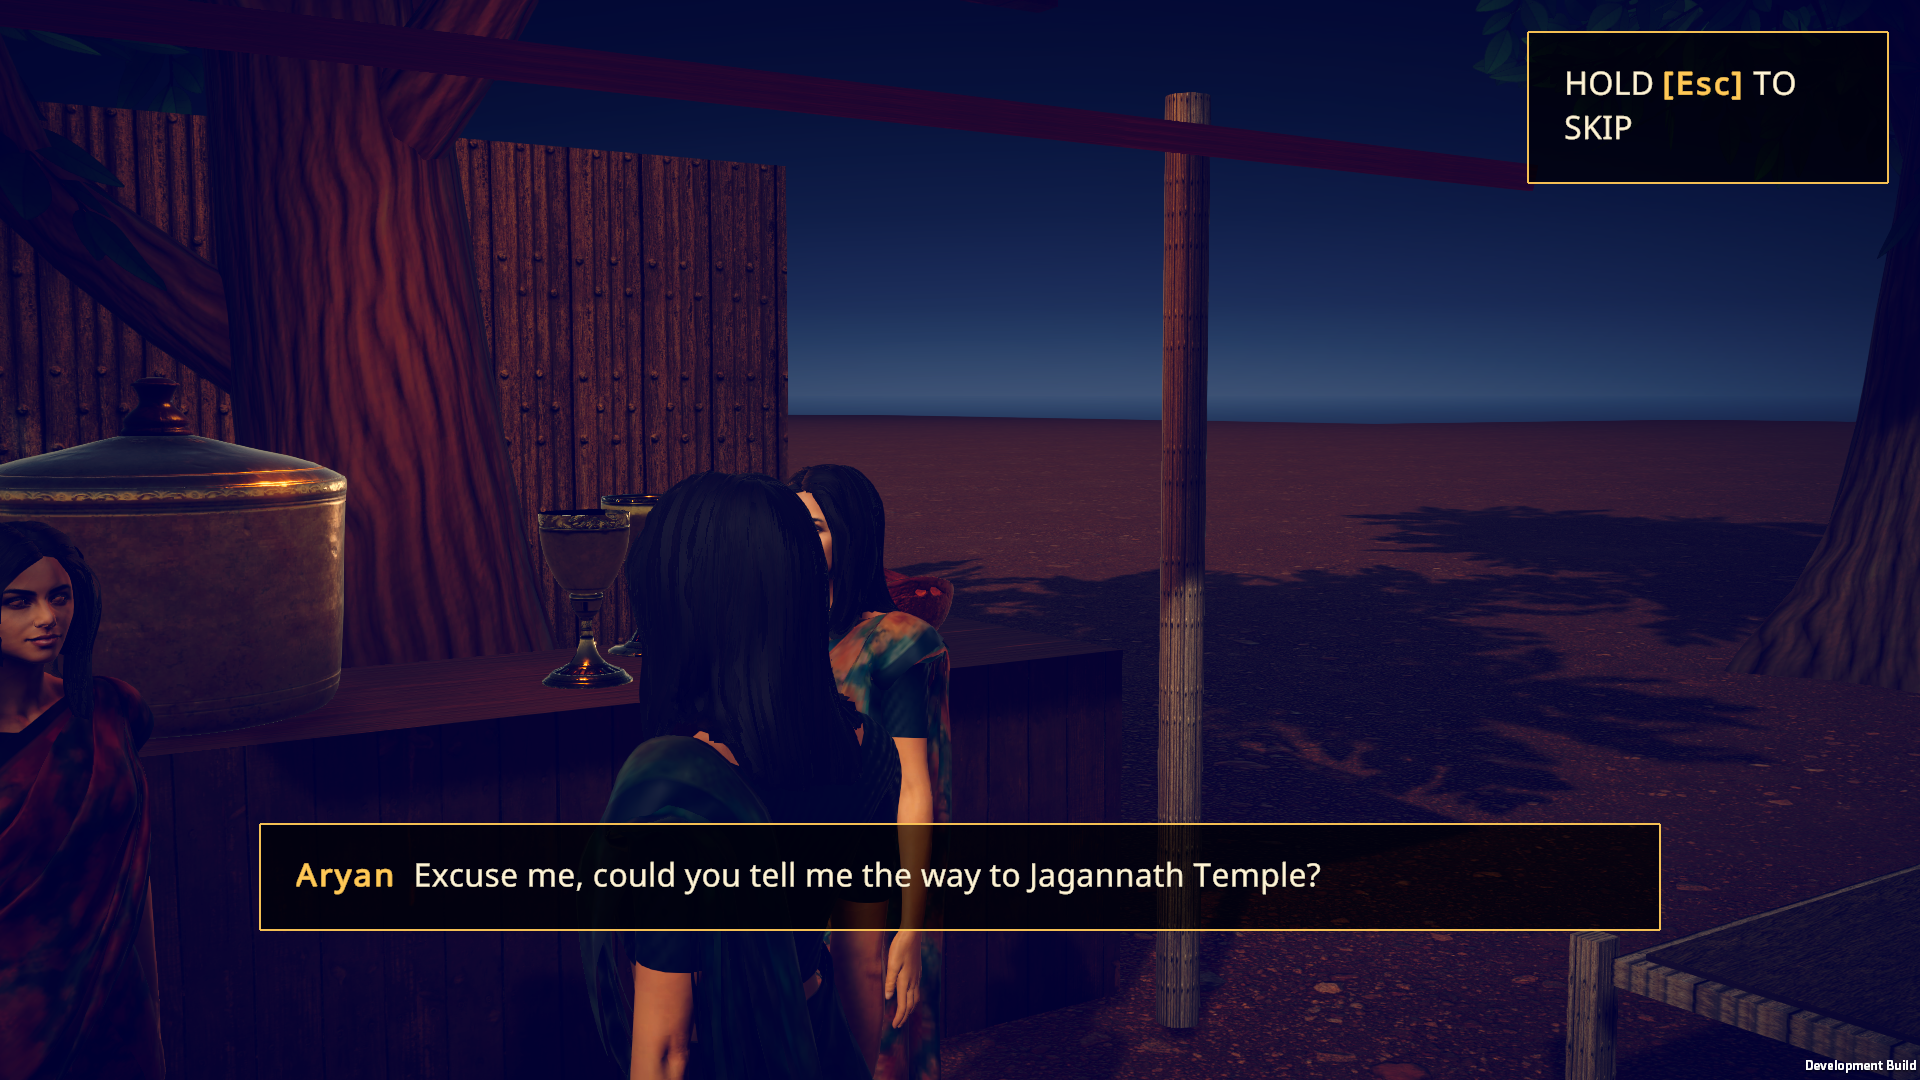 HOLD [Esc] TO
SKIP
Aryan Excuse me, could you tell me the way to Jagannath Temple?
Development Build